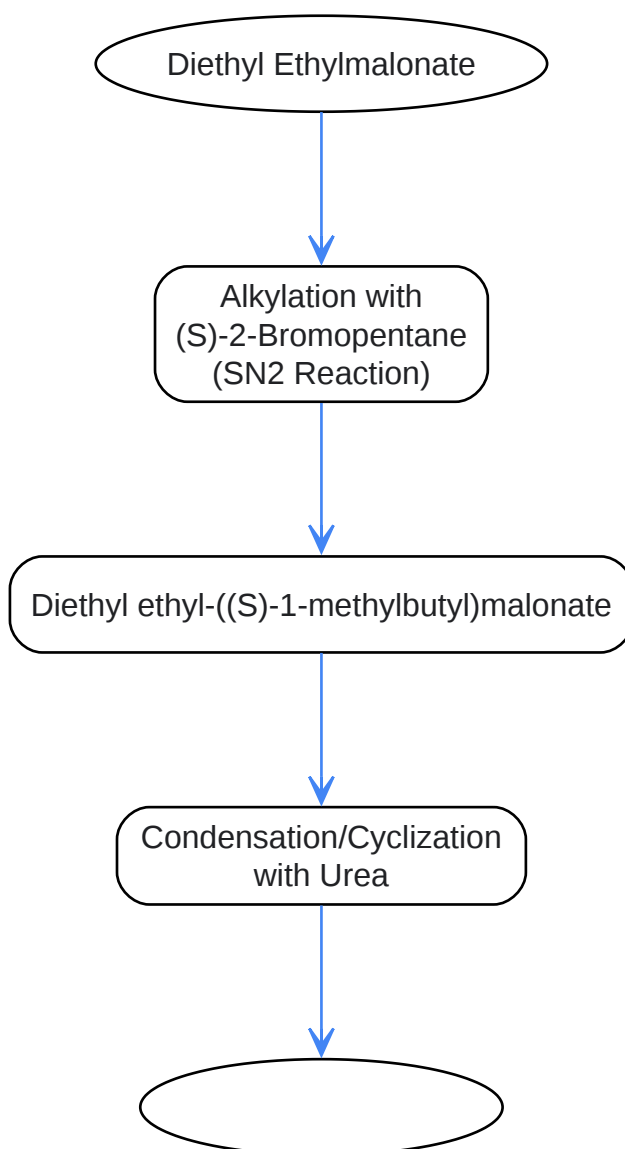 Diethyl Ethylmalonate
Alkylation with
(S)-2-Bromopentane
(SN2 Reaction)
Diethyl ethyl-((S)-1-methylbutyl)malonate
Condensation/Cyclization
with Urea